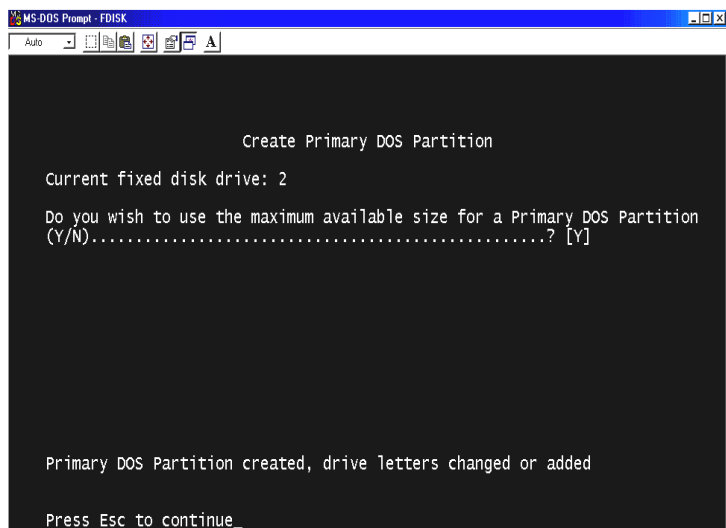 MS-DOS Prompt - FDISK
Auto
A
Create Primary DOS Partition
Current fixed disk drive: 2
Do you wish to use the maximum available size for a Primary DOS Partition
(Y/N)...................................................? [Y]
Primary DOS Partition created, drive letters changed or added
Press Esc to continue_